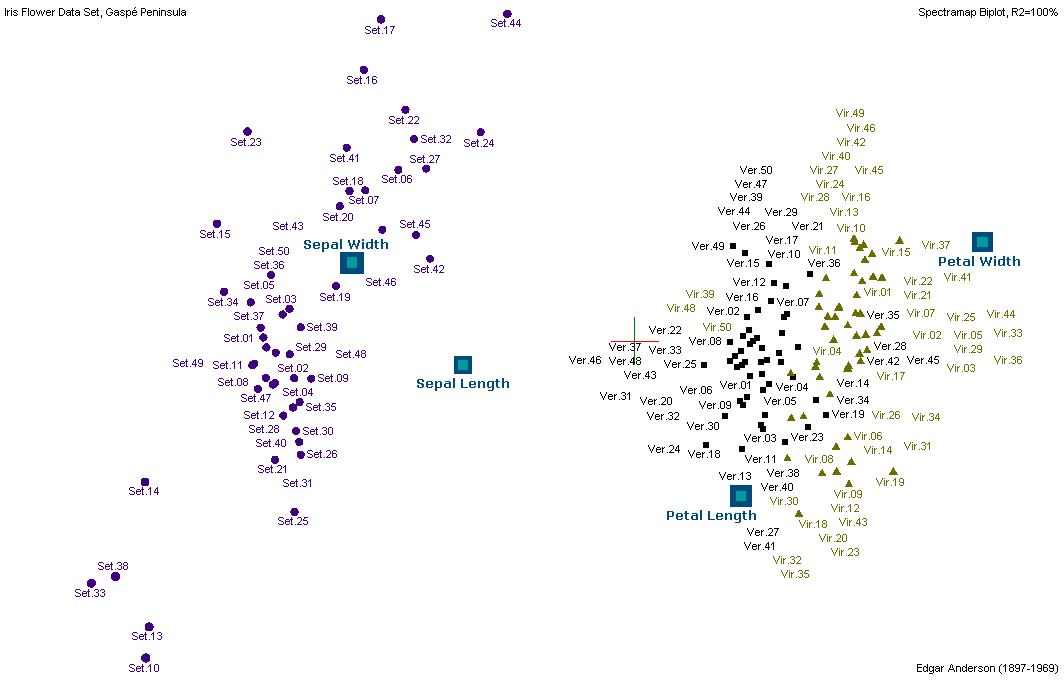 Iris Flower Data Set, Gaspé Peninsula
Spectramap Biplot, R2=100%
Set.44
Set.17
Set.16
Set.22
Set.23
Set.32
Set.24
Set.41
Set.27
Set.06
Set.18
Set.07
Set.20
Set.15
Set.43
Set.45
Sepal Width
Set.50
Set.36
Set.42
Set.05
Set.46
Set.19
Set.34
Set.03
Set.37
Set.39
Set.01
Set.29
Set.48
Set.49
Set.11
Set.02
Set.09
Set.08
Set.04
Set.47
Set.35
Set.12
Set.28
Set.30
Set.40
Set.26
Set.21
Set.31
Set.14
Set.25
Set.38
Set.33
Set.13
Set.10
Sepal Length
Vir.49
Vir.46
Vir.42
Vir.40
Ver.50
Vir.27
Vir.45
Ver.47
Vir.24
Ver.39
Vir.28
Vir.16
Ver.44
Ver.29
Vir.13
Ver.26
Ver.21
Vir.10
Ver.49
Ver.17
Ver.10
Vir.11
Vir.15
Vir.37
Ver.15
Ver.36
Petal Width
Ver.12
Vir.22
Vir.41
Vir.39
Ver.16
Ver.07
Vir.01
Vir.21
Vir.48
Ver.02
Ver.35
Vir.07
Vir.25
Vir.44
Ver.22
Vir.50
Vir.02
Vir.05
Vir.33
Ver.37
Ver.33
Ver.08
Vir.04
Ver.28
Vir.29
Ver.46
Ver.48
Ver.25
Ver.42
Ver.45
Vir.03
Vir.36
Ver.43
Vir.17
Ver.31
Ver.20
Ver.06
Ver.01
Ver.04
Ver.14
Ver.09
Ver.05
Ver.34
Ver.32
Ver.30
Ver.19
Vir.26
Vir.34
Ver.24
Ver.18
Ver.03
Ver.23
Vir.06
Vir.14
Vir.31
Ver.11
Vir.08
Ver.13
Ver.38
Vir.19
Ver.40
Vir.09
Petal Length
Vir.30
Vir.12
Vir.18
Vir.43
Ver.27
Vir.20
Ver.41
Vir.23
Vir.32
Vir.35
Edgar Anderson (1897-1969)